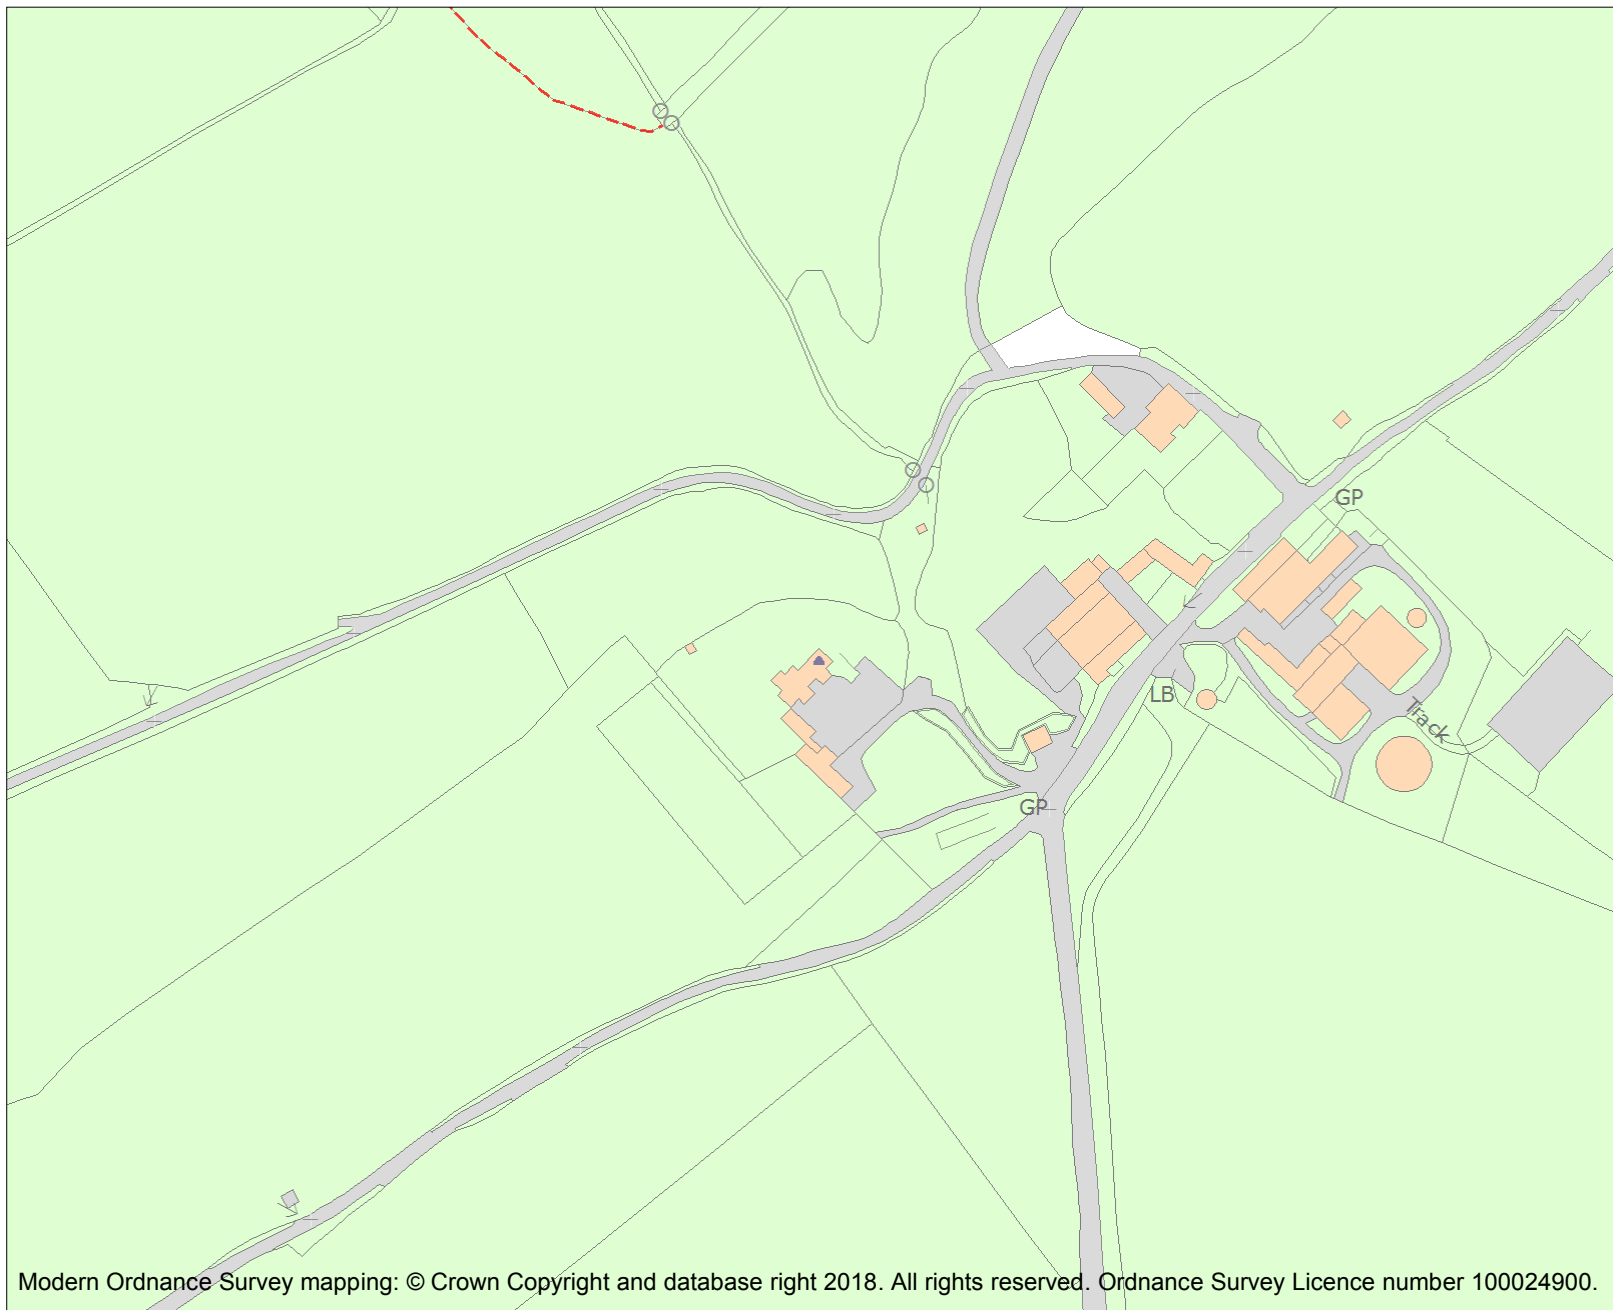 GP
LB
Track
GP
Modern Ordnance Survey mapping: © Crown Copyright and database right 2018. All rights reserved. Ordnance Survey Licence number 100024900.